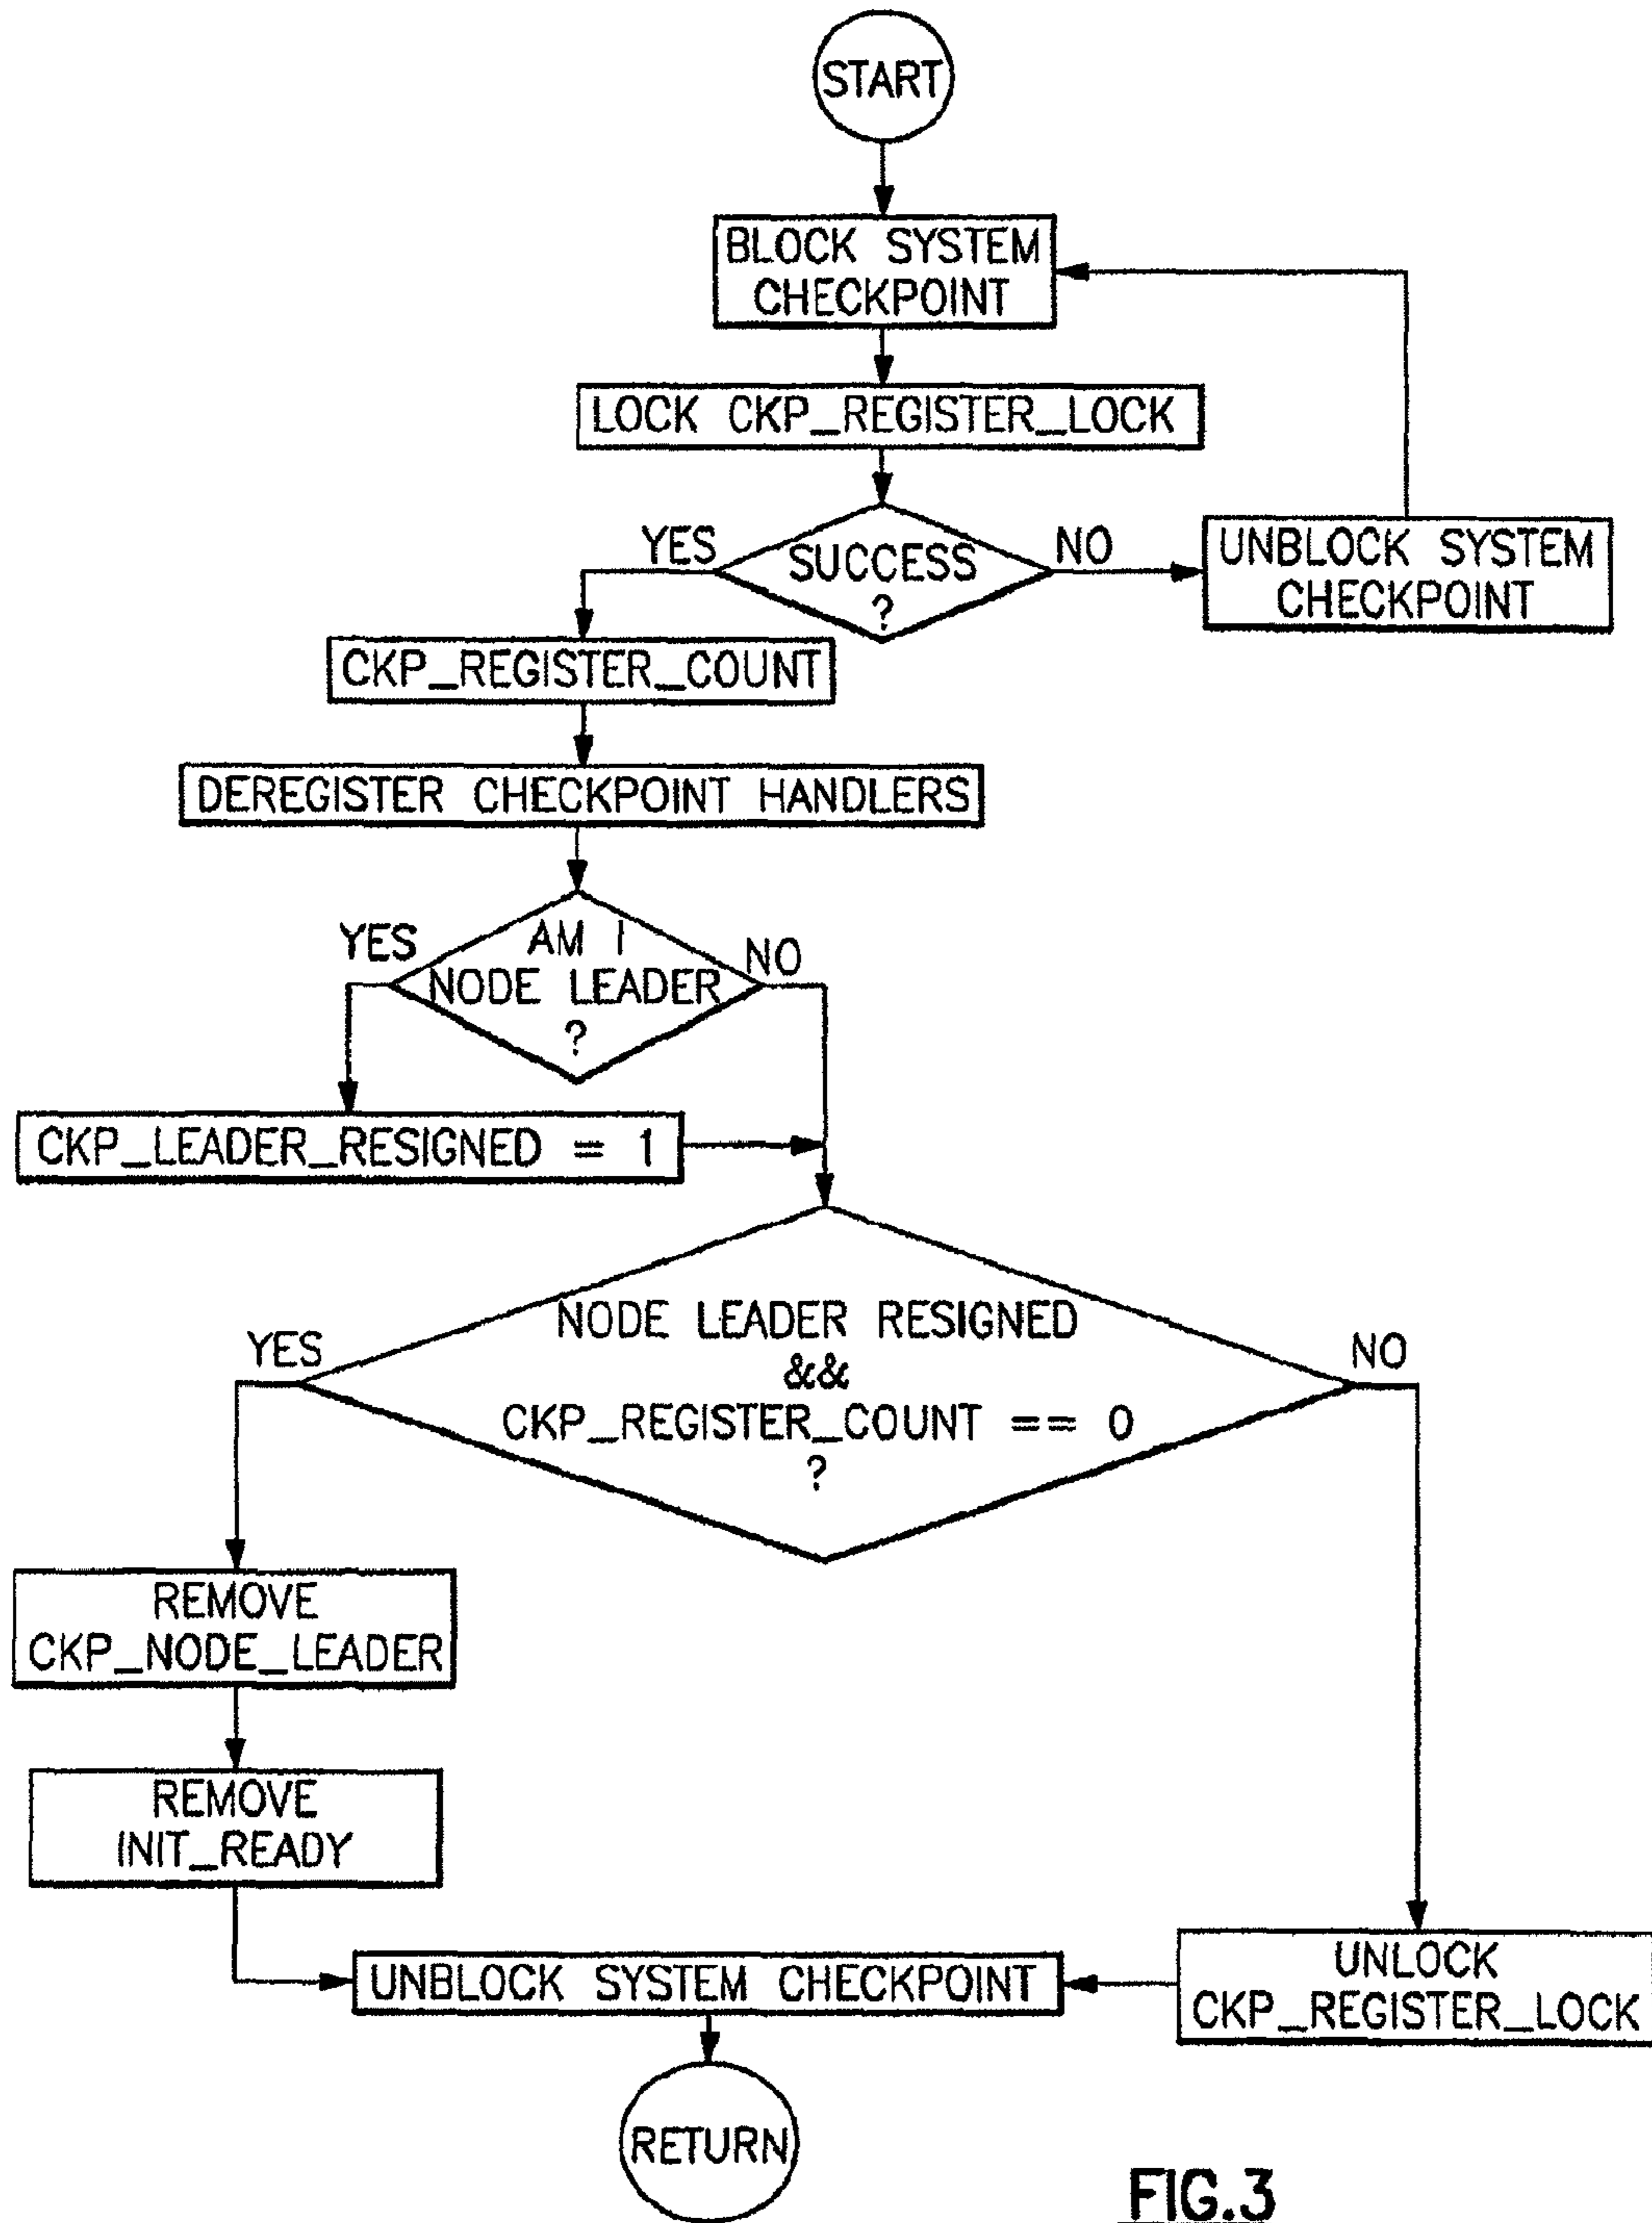 START
BLOCK SYSTEM
CHECKPOINT
LOCK CKP_REGISTER_LOCK
YES
SUCCESS
?
NO
UNBLOCK SYSTEM
CHECKPOINT
CKP_REGISTER_COUNT
DEREGISTER CHECKPOINT HANDLERS
YES
AM I
NODE LEADER
?
NO
CKP_LEADER_RESIGNED = 1
YES
NODE LEADER RESIGNED
&&
CKP_REGISTER_COUNT == 0
?
NO
REMOVE
CKP_NODE_LEADER
REMOVE
INIT_READY
UNBLOCK SYSTEM CHECKPOINT
UNLOCK
CKP_REGISTER_LOCK
RETURN
FIG.3